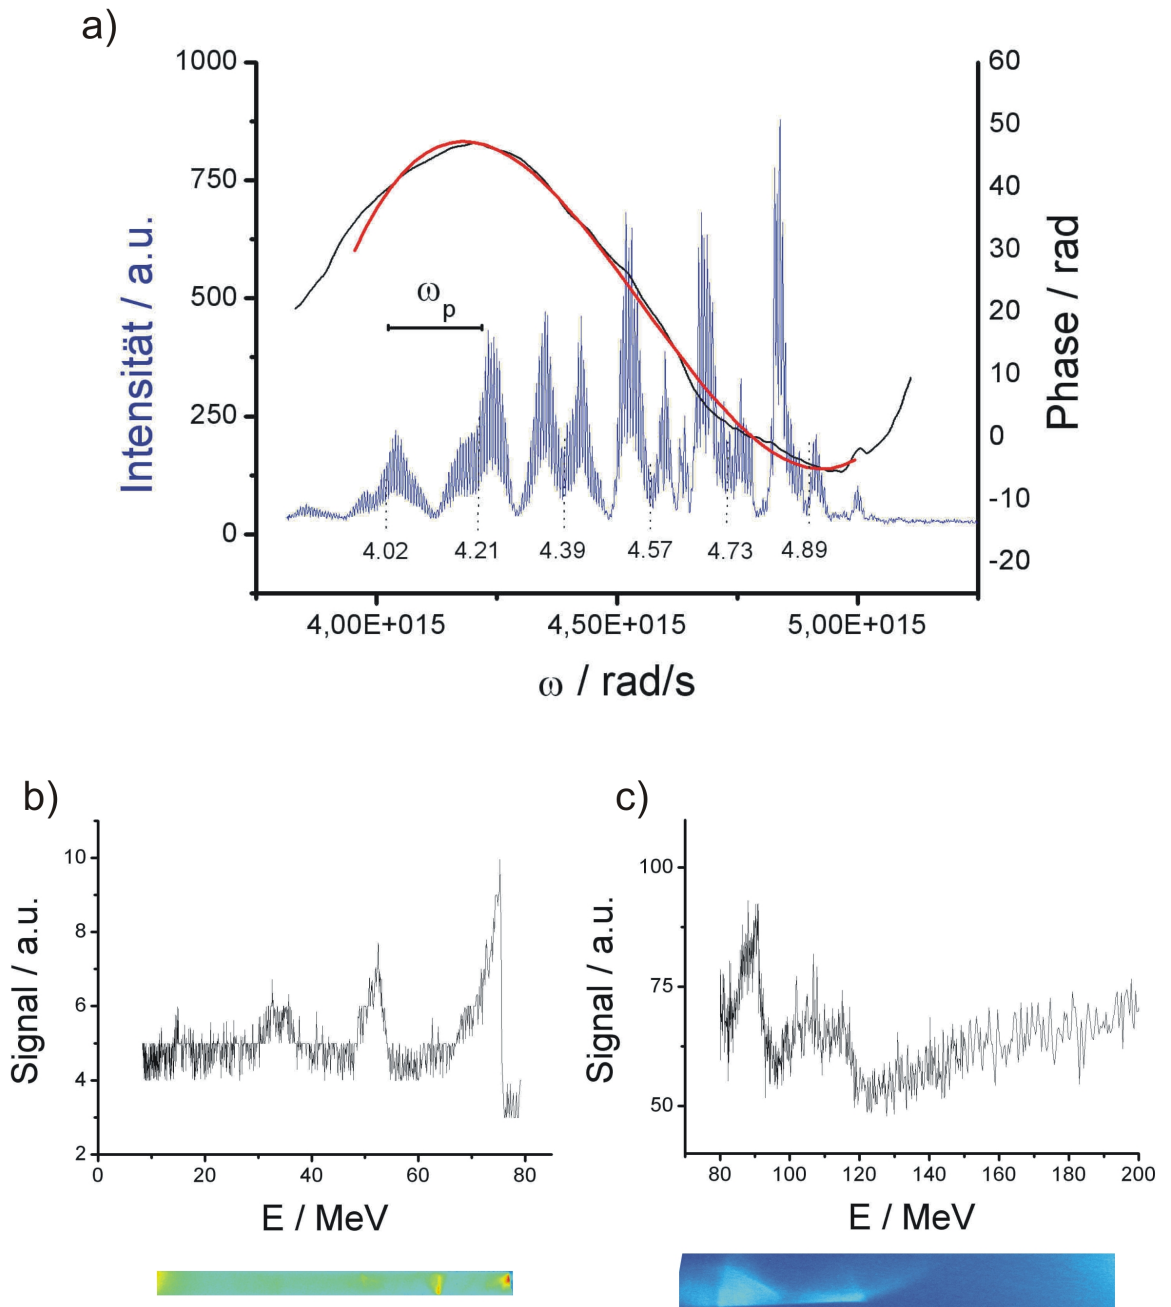 a)
1000
750
500
250
0
Intensität / a.u.
60
50
40
30
20
10
0
-10
-20
Phase / rad
ωp
4.02 4.21 4.39 4.57 4.73 4.89
4,00E+015 4,50E+015 5,00E+015
ω / rad/s
b)
10
8
6
4
2
Signal / a.u.
0 20 40 60 80
E / MeV
c)
100
75
50
Signal / a.u.
80 100 120 140 160 180 200
E / MeV